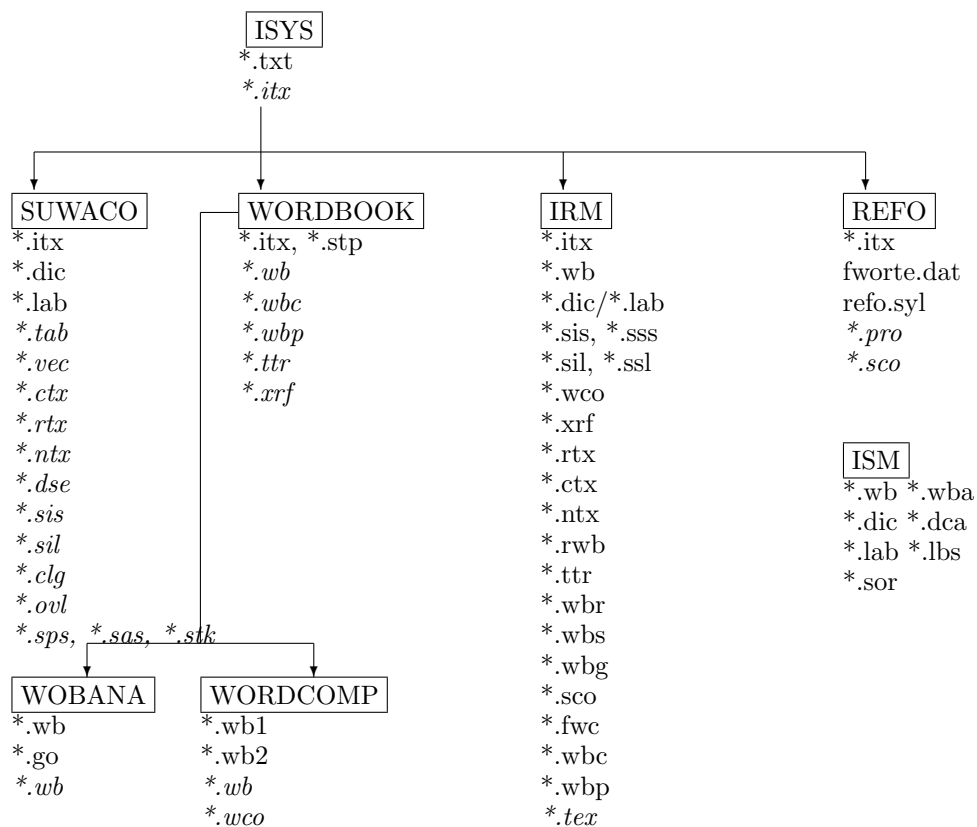 ISYS
*.txt
*.itx
SUWACO
*.itx
*.dic
*.lab
*.tab
*.vec
*.ctx
*.rtx
*.ntx
*.dse
*.sis
*.sil
*.clg
*.ovl
*.sps, *.sas, *.stk
WORDBOOK
*.itx, *.stp
*.wb
*.wbc
*.wbp
*.ttr
*.xrf
IRM
*.itx
*.wb
*.dic/*.lab
*.sis, *.sss
*.sil, *.ssl
*.wco
*.xrf
*.rtx
*.ctx
*.ntx
*.rwb
*.ttr
*.wbr
*.wbs
*.wbg
*.sco
*.fwc
*.wbc
*.wbp
*.tex
REFO
*.itx
fworte.dat
refo.syl
*.pro
*.sco
ISM
*.wb *.wba
*.dic *.dca
*.lab *.lbs
*.sor
WOBANA
*.wb
*.go
*.wb
WORDCOMP
*.wb1
*.wb2
*.wb
*.wco